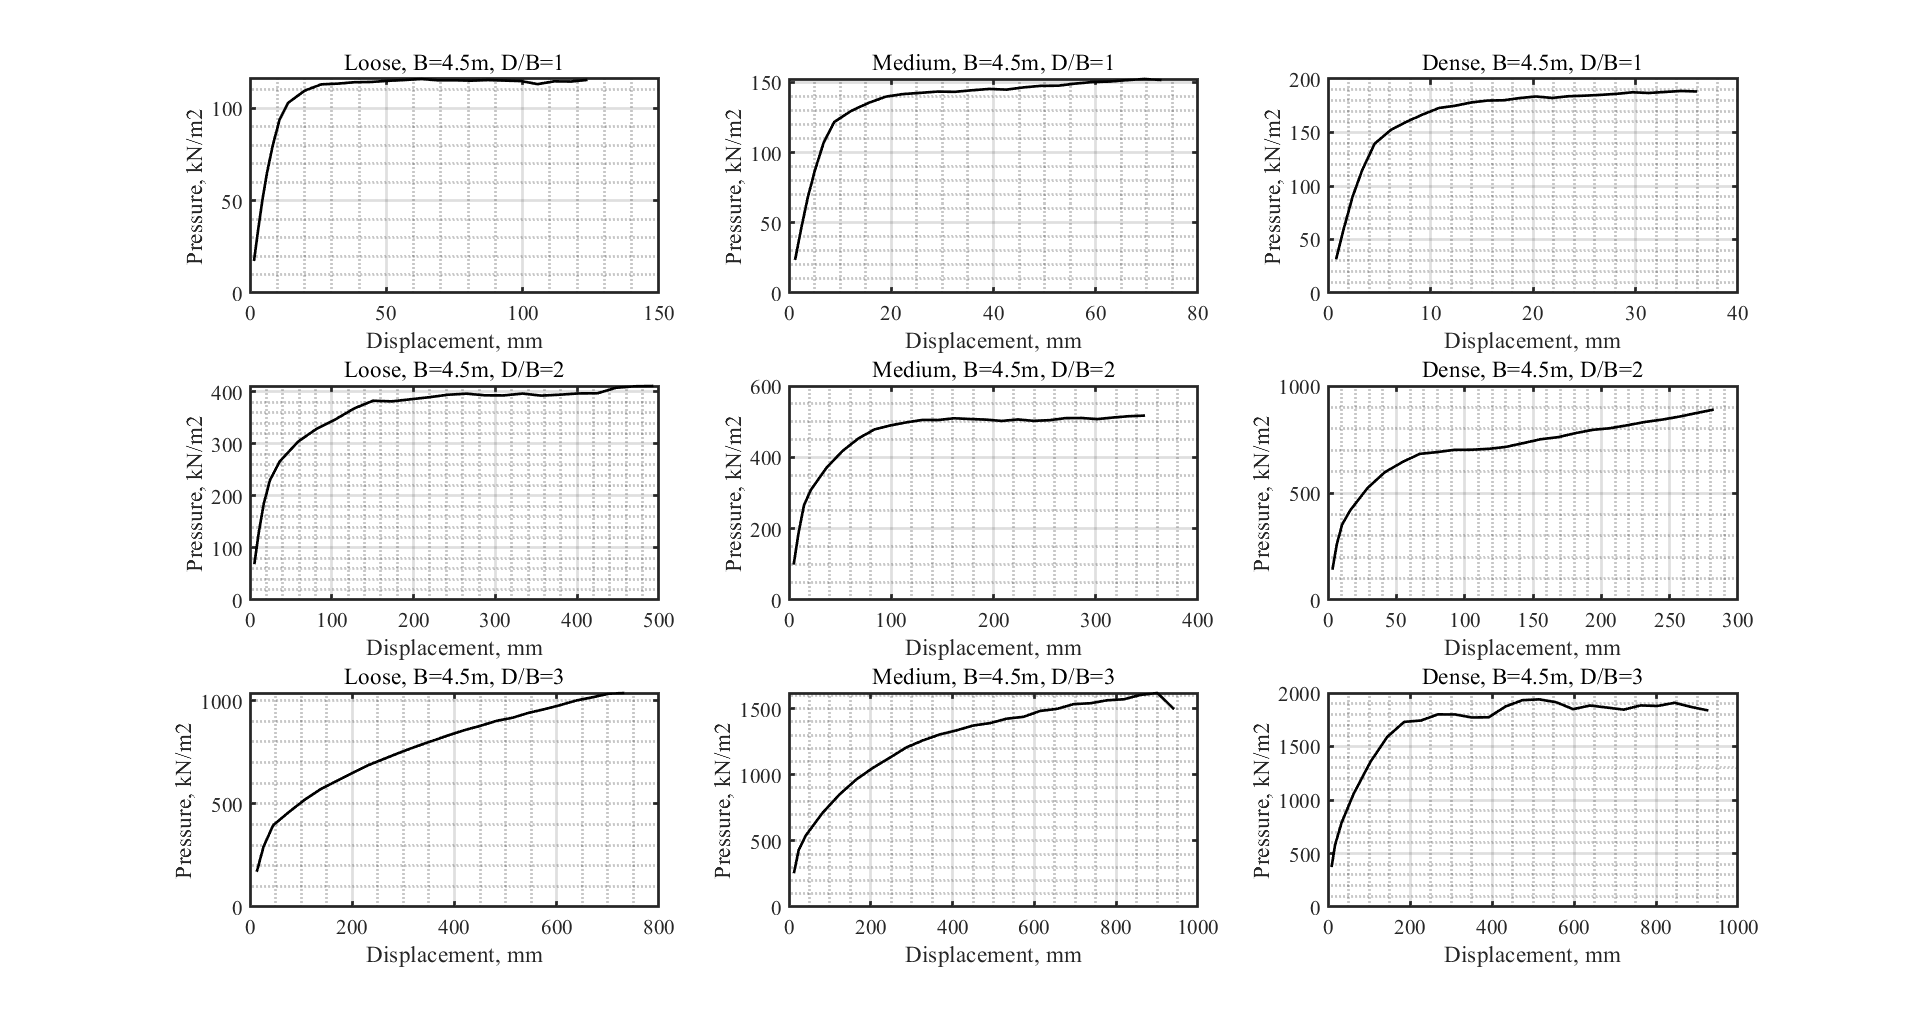 Loose, B=4.5m, D/B=1
Pressure, kN/m2
100
50
0
0 50 100 150
Displacement, mm
Medium, B=4.5m, D/B=1
Pressure, kN/m2
150
100
50
0
0 20 40 60 80
Displacement, mm
Dense, B=4.5m, D/B=1
Pressure, kN/m2
200
150
100
50
0
0 10 20 30 40
Displacement, mm
Loose, B=4.5m, D/B=2
Pressure, kN/m2
400
300
200
100
0
0 100 200 300 400 500
Displacement, mm
Medium, B=4.5m, D/B=2
Pressure, kN/m2
600
400
200
0
0 100 200 300 400
Displacement, mm
Dense, B=4.5m, D/B=2
Pressure, kN/m2
1000
500
0
0 50 100 150 200 250 300
Displacement, mm
Loose, B=4.5m, D/B=3
Pressure, kN/m2
1000
500
0
0 200 400 600 800
Displacement, mm
Medium, B=4.5m, D/B=3
Pressure, kN/m2
1500
1000
500
0
0 200 400 600 800 1000
Displacement, mm
Dense, B=4.5m, D/B=3
Pressure, kN/m2
2000
1500
1000
500
0
0 200 400 600 800 1000
Displacement, mm